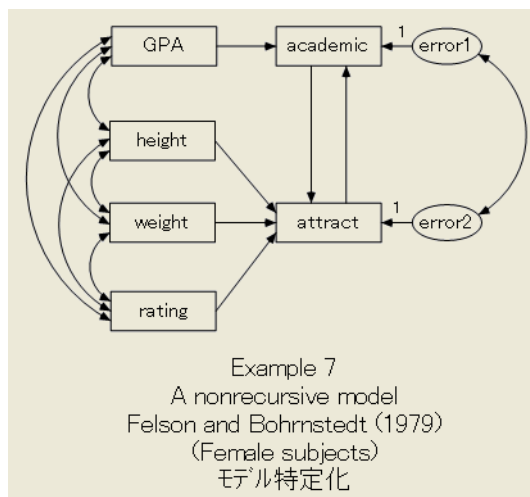 GPA
academic
1
error1
height
weight
attract
1
error2
rating
Example 7
A nonrecursive model
Felson and Bohrnstedt (1979)
(Female subjects)
モデル特定化